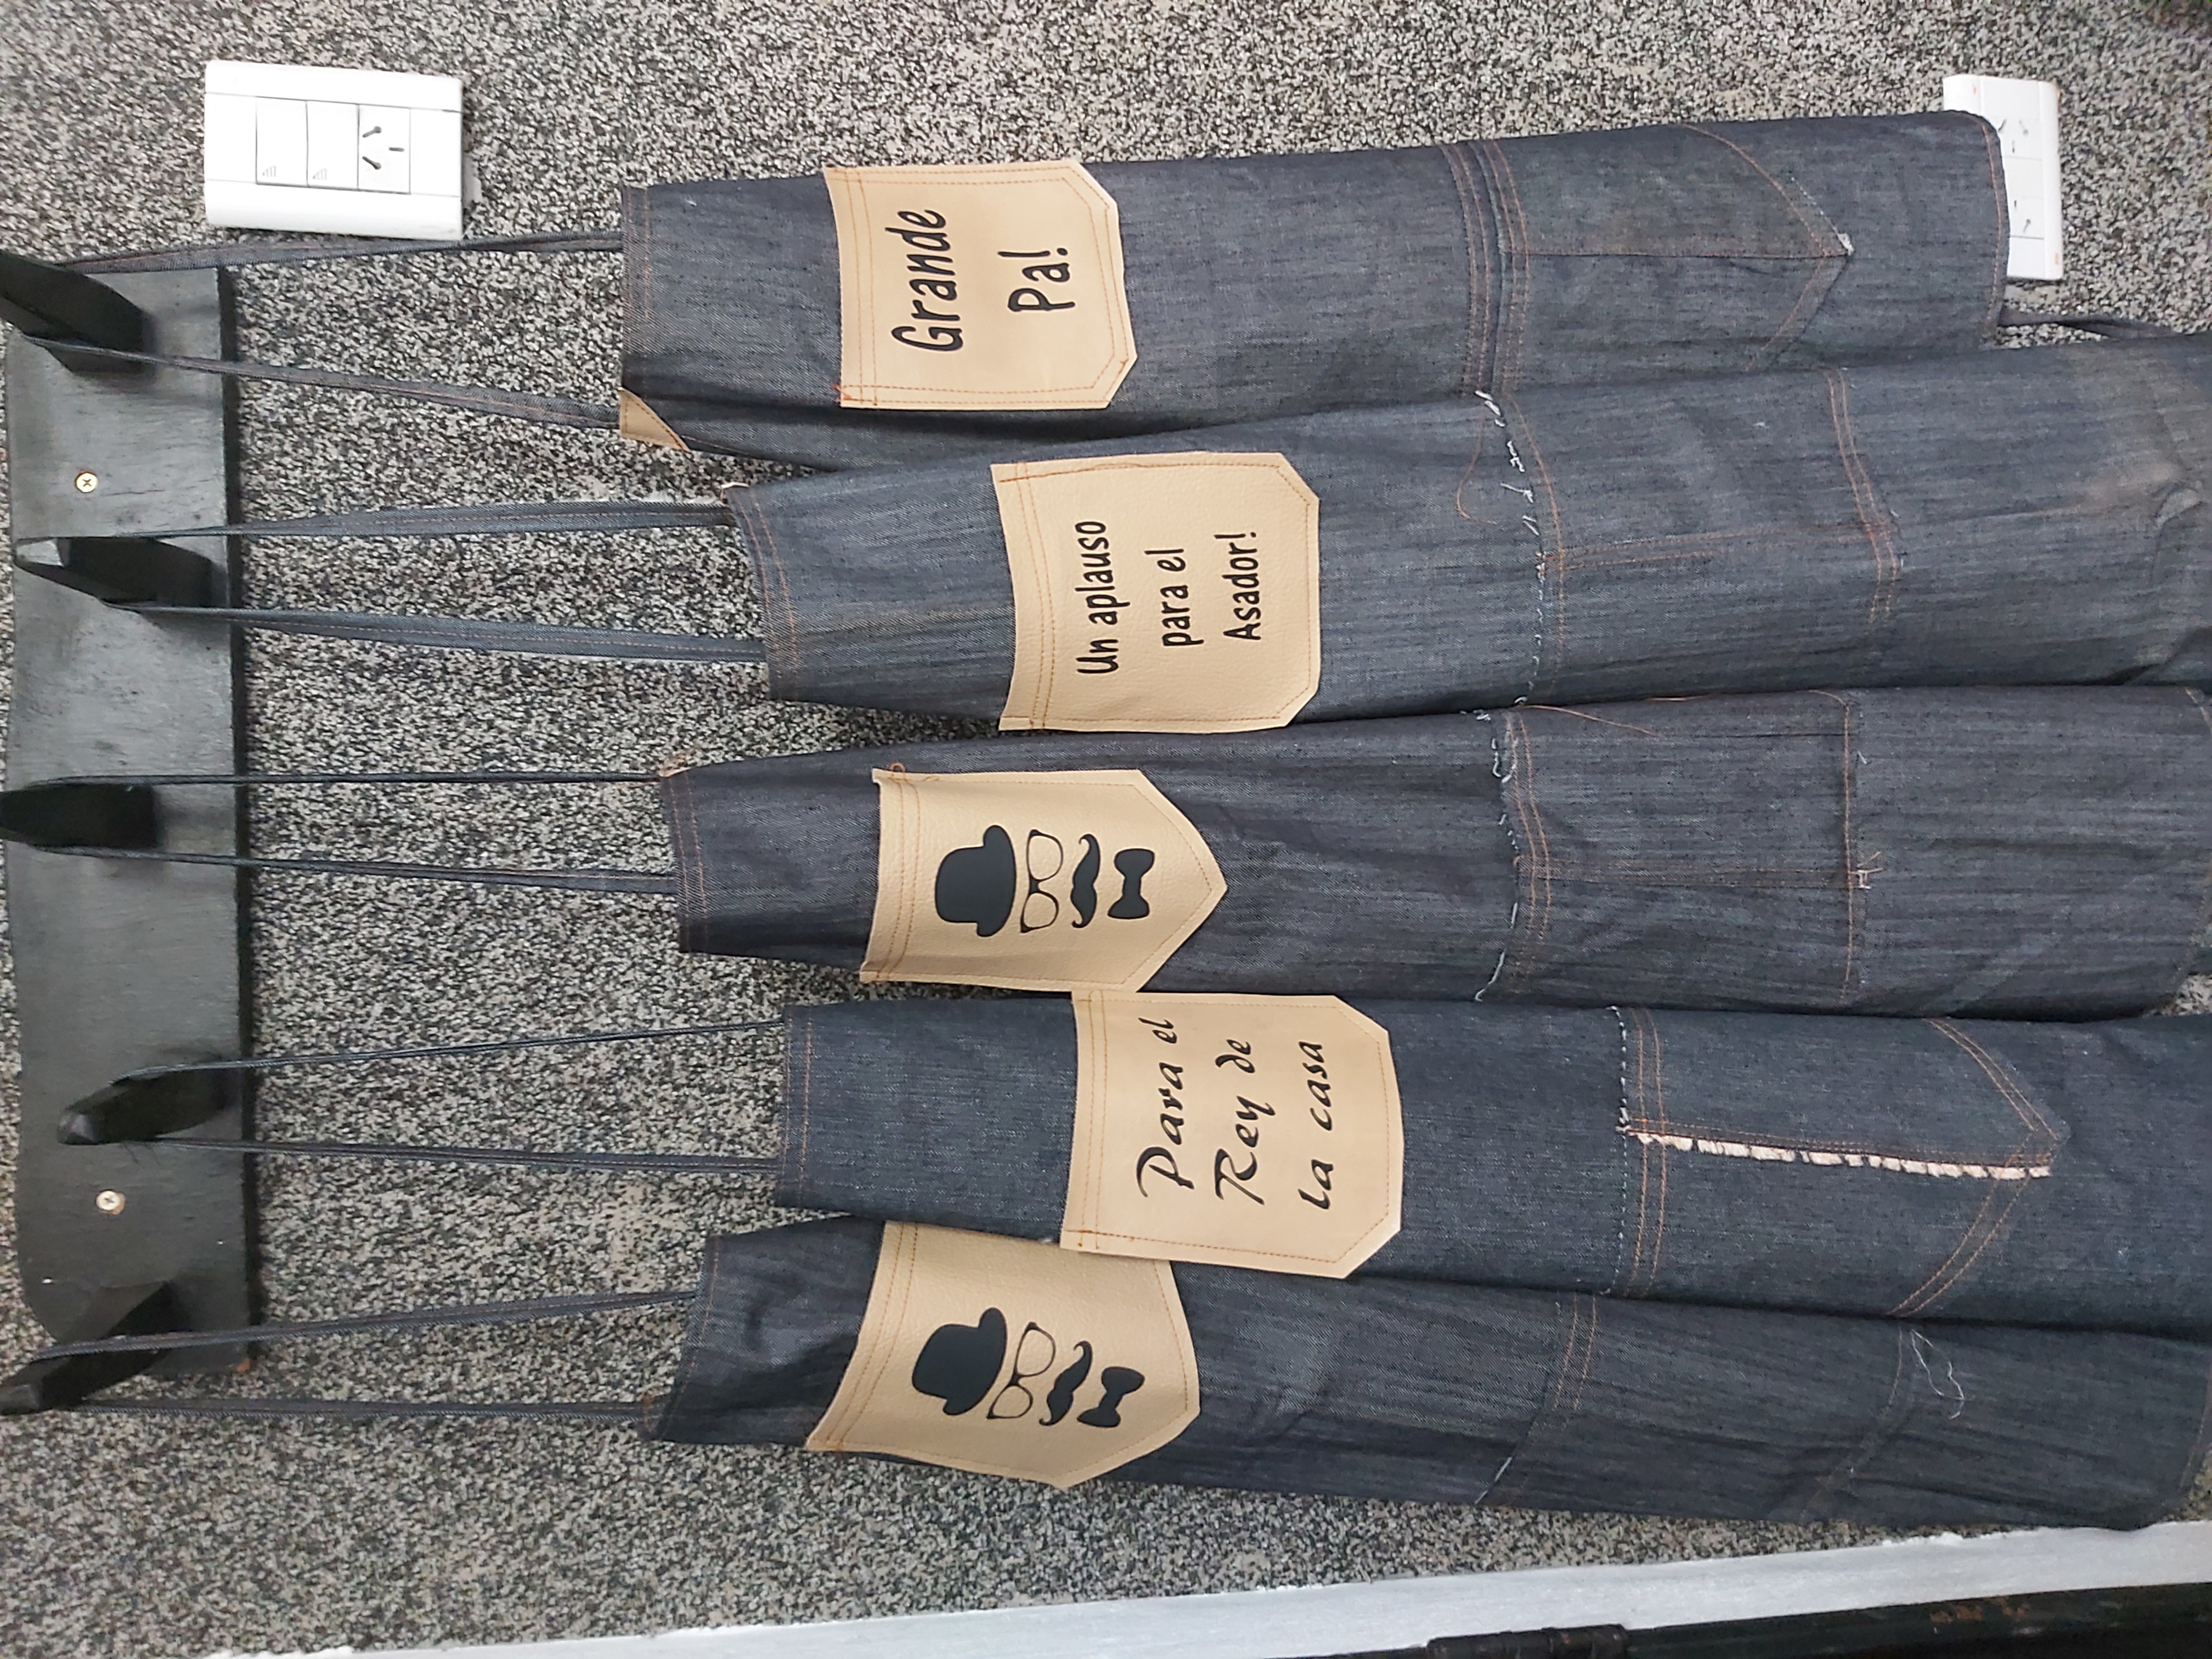 Para el
Rey de
la casa
Un aplauso
para el
Asador!
Grande
Pa!